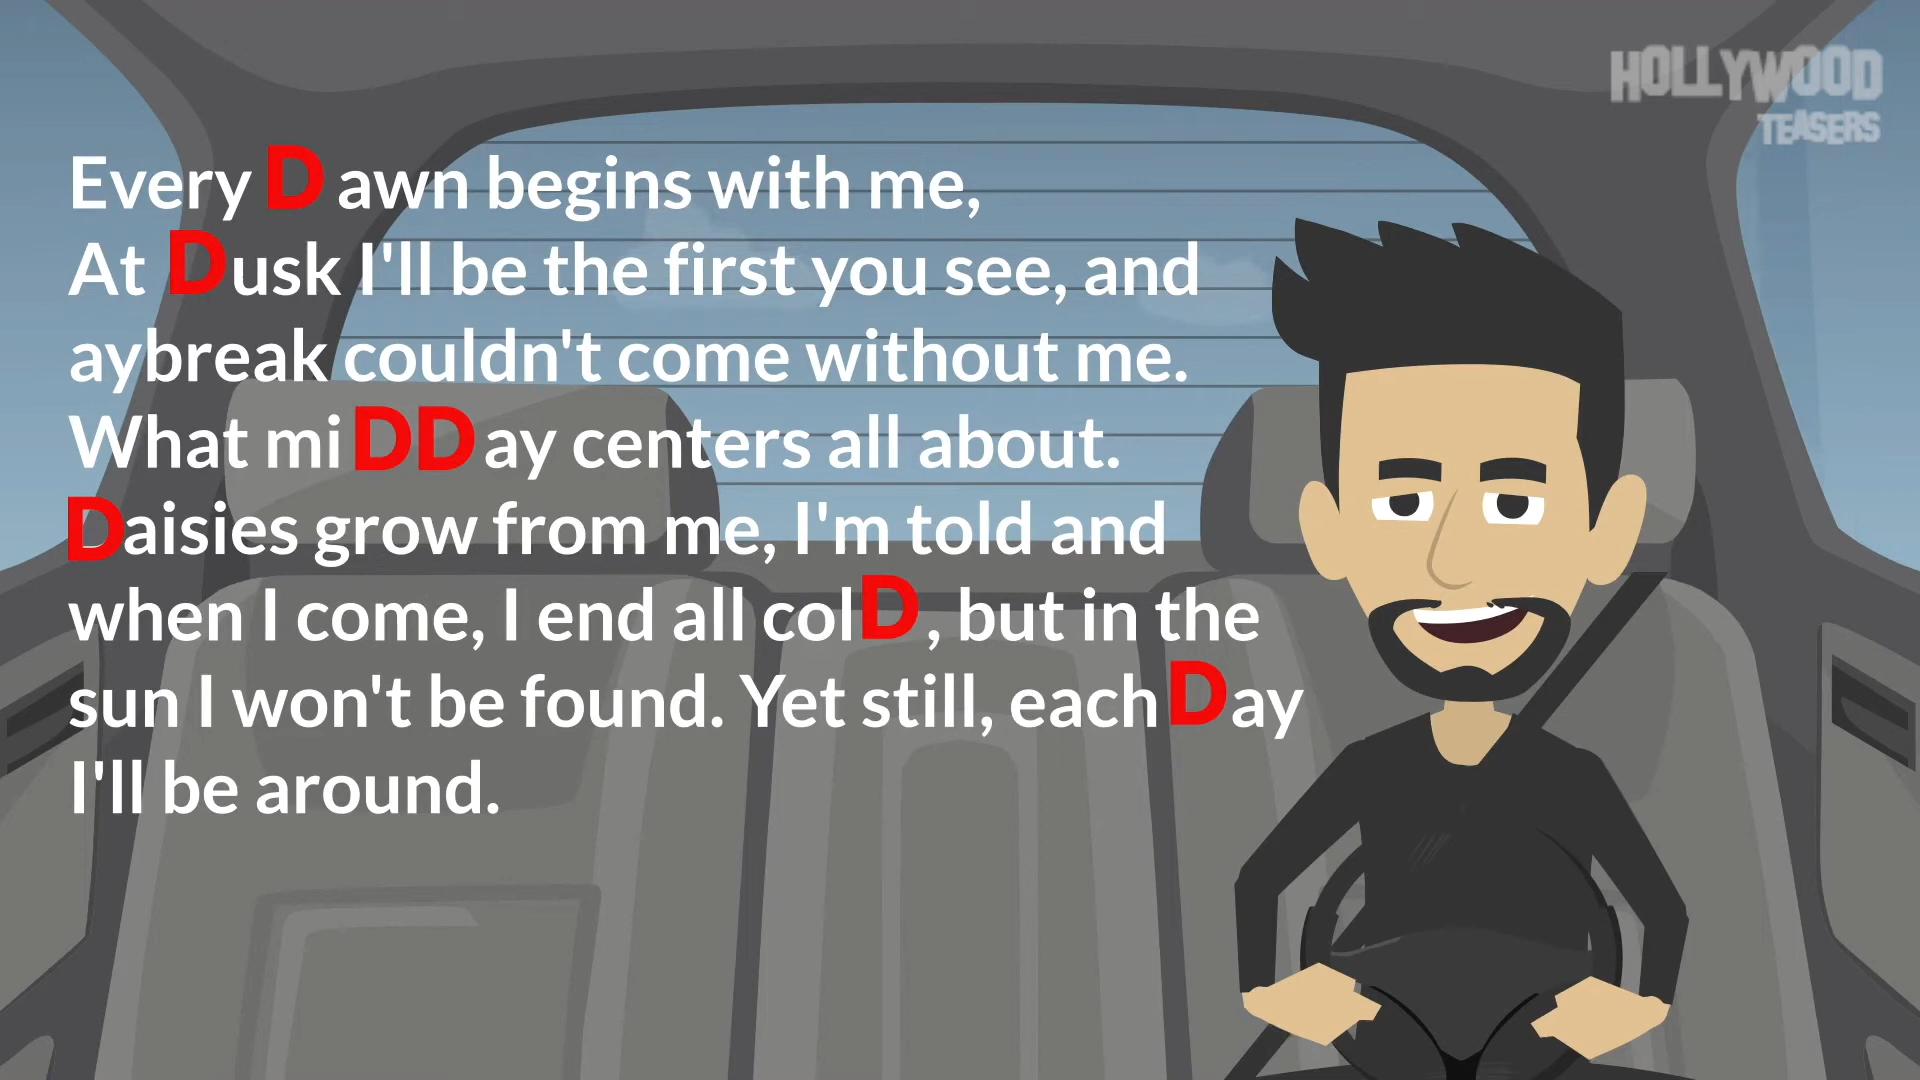 HOLLYWOOD
TEASERS
Every Dawn begins with me,
At Dusk I'll be the first you see, and
aybreak couldn't come without me.
What miDDay centers all about.
Daisies grow from me, I'm told and
when I come, I end all colD, but in the
sun I won't be found. Yet still, each Day
I'll be around.